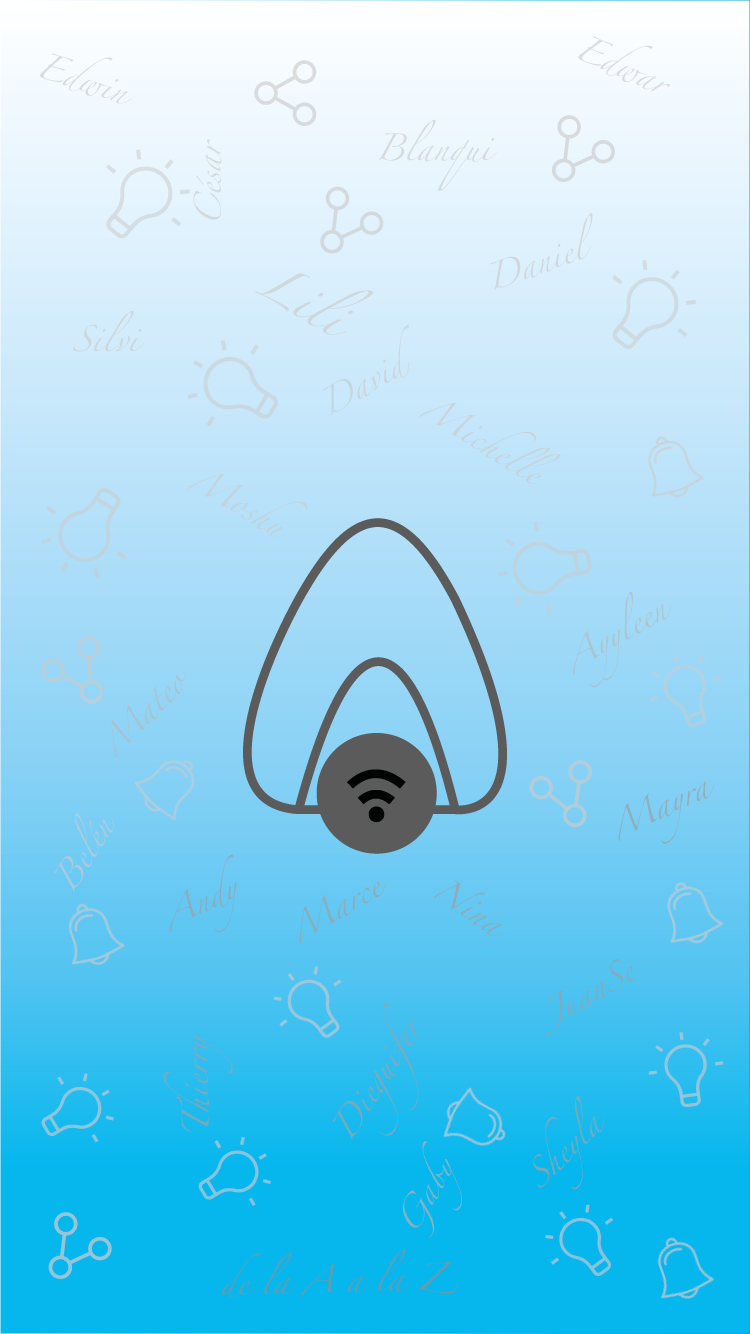 Edwin
Edwar
Blanqui
César
Daniel
Lili
Silvi
David
Michelle
Moshu
Ayyleen
Mateo
Mayra
Belén
Andy
Marce
Nina
JuanSe
Thierry
Dieguifer
Sheyla
Gaby
de la A a la Z